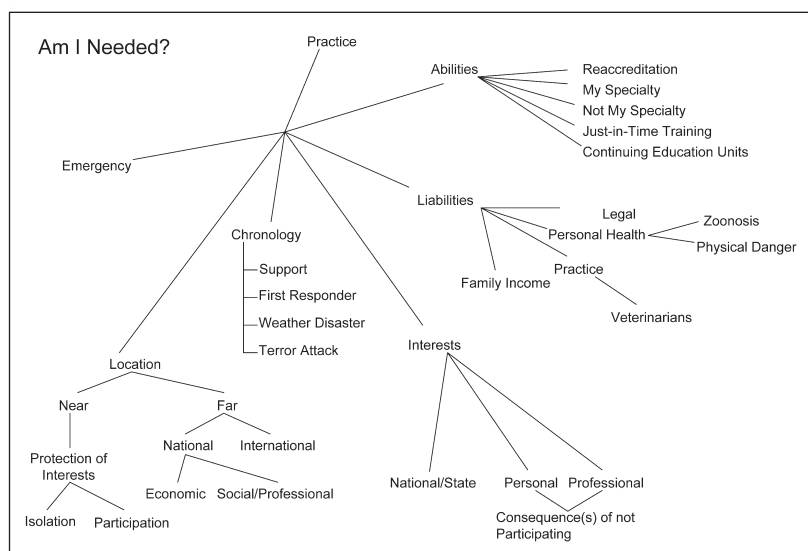 Am I Needed?
Practice
Abilities
Reaccreditation
My Specialty
Not My Specialty
Just-in-Time Training
Continuing Education Units
Emergency
Liabilities
Legal
Personal Health
Zoonosis
Physical Danger
Practice
Family Income
Veterinarians
Chronology
Support
First Responder
Weather Disaster
Terror Attack
Interests
National/State
Personal
Professional
Consequence(s) of not
Participating
Location
Near
Far
Protection of
Interests
Isolation
Participation
National
International
Economic
Social/Professional